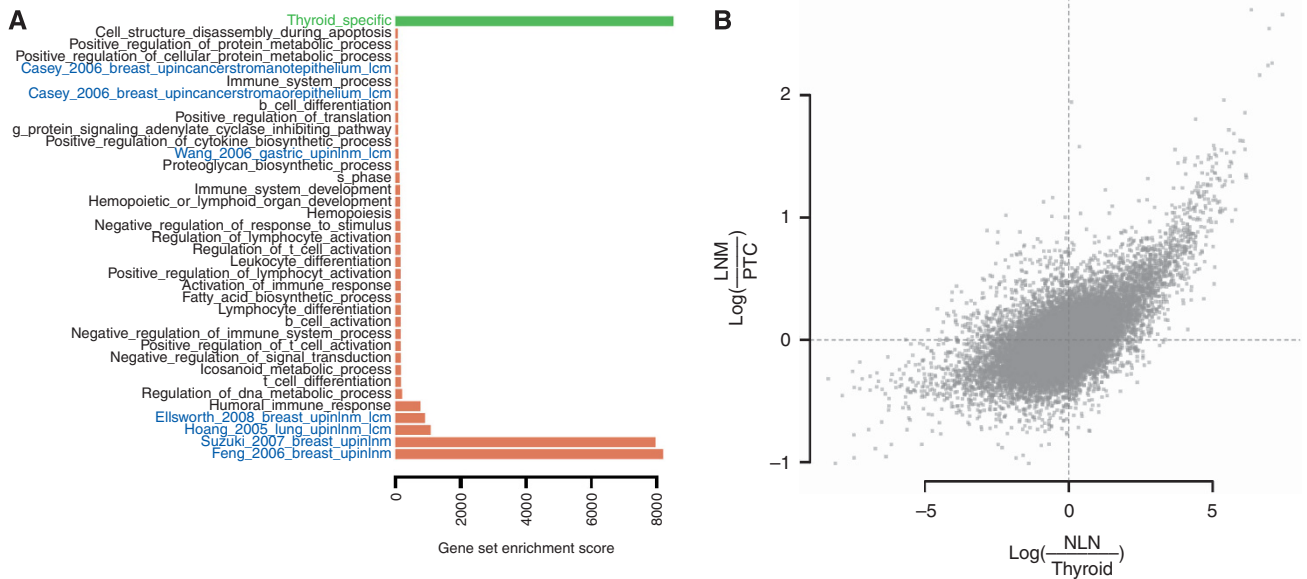 A
Thyroid_specific
Cell_structure_disassembly_during_apoptosis
Positive_regulation_of_protein_metabolic_process
Positive_regulation_of_cellular_protein_metabolic_process
Casey_2006_breast_upincancerstromanotepithelium_lcm
Immune_system_process
Casey_2006_breast_upincancerstromaorepithelium_lcm
b_cell_differentiation
Positive_regulation_of_translation
g_protein_signaling_adenylate_cyclase_inhibiting_pathway
Positive_regulation_of_cytokine_biosynthetic_process
Wang_2006_gastric_upinlnm_lcm
Proteoglycan_biosynthetic_process
s_phase
Immune_system_development
Hemopoietic_or_lymphoid_organ_development
Hemopoiesis
Negative_regulation_of_response_to_stimulus
Regulation_of_lymphocyte_activation
Regulation_of_t_cell_activation
Leukocyte_differentiation
Positive_regulation_of_lymphocyt_activation
Activation_of_immune_response
Fatty_acid_biosynthetic_process
Lymphocyte_differentiation
b_cell_activation
Negative_regulation_of_immune_system_process
Positive_regulation_of_t_cell_activation
Negative_regulation_of_signal_transduction
Icosanoid_metabolic_process
t_cell_differentiation
Regulation_of_dna_metabolic_process
Humoral_immune_response
Ellsworth_2008_breast_upinlnm_lcm
Hoang_2005_lung_upinlnm_lcm
Suzuki_2007_breast_upinlnm
Feng_2006_breast_upinlnm
0 2000 4000 6000 8000
Gene set enrichment score
B
2
1
0
–1
Log(LNM/PTC)
–5 0 5
Log(NLN/Thyroid)